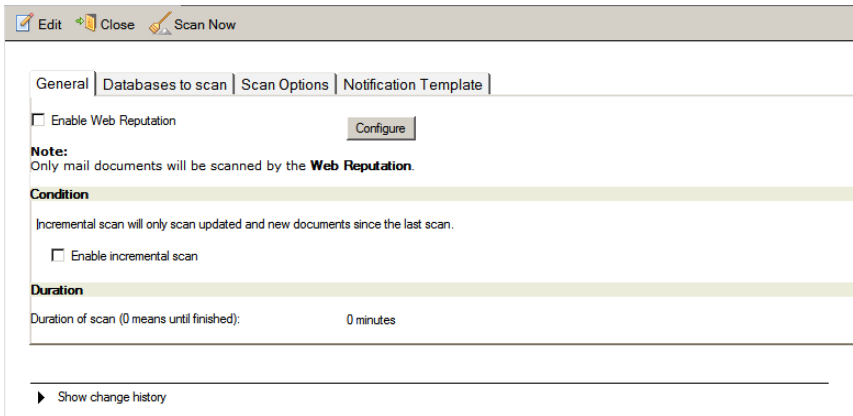 Edit Close Scan Now
General Databases to scan Scan Options Notification Template
Enable Web Reputation Configure
Note:
Only mail documents will be scanned by the Web Reputation.
Condition
Incremental scan will only scan updated and new documents since the last scan.
Enable incremental scan
Duration
Duration of scan (0 means until finished): 0 minutes
Show change history